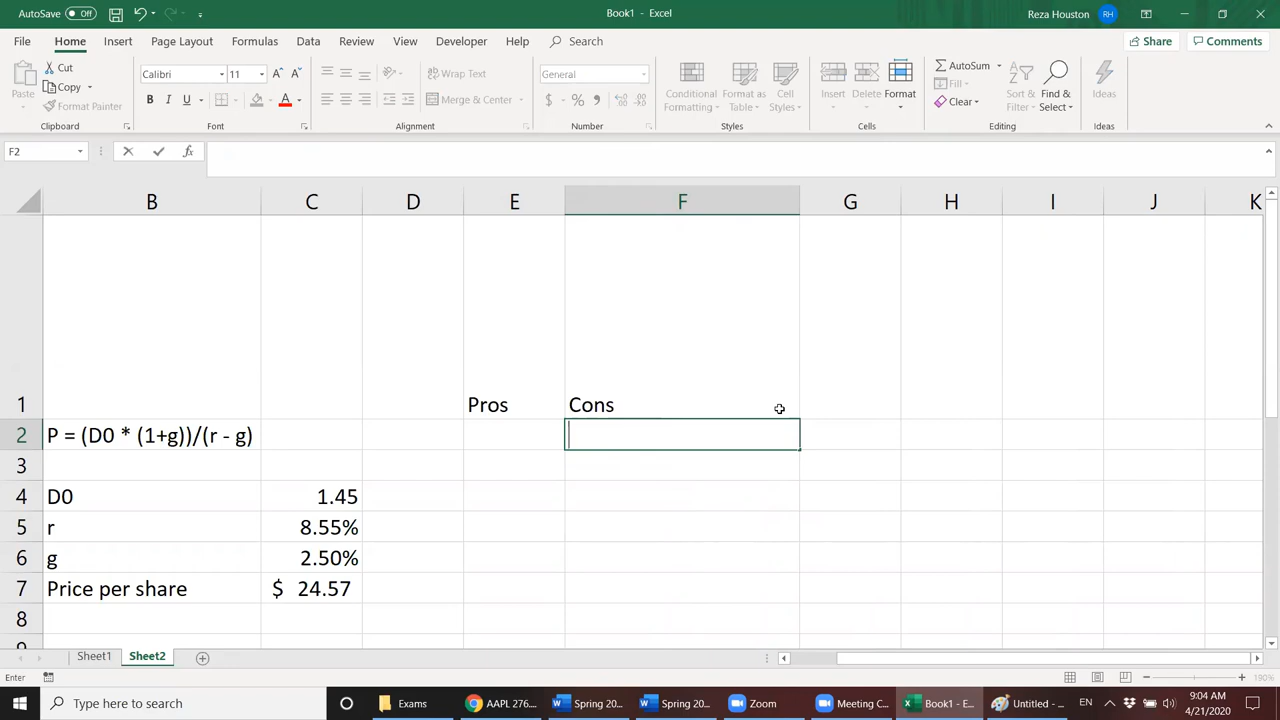 AutoSave Off
Book1 - Excel
Reza Houston RH
File Home Insert Page Layout Formulas Data Review View Developer Help Search
Share Comments
Paste
Cut
Copy
Format Painter
Clipboard
Calibri 11
B I U
Font
Wrap Text
Merge & Center
Alignment
General
$ % ,
Number
Conditional Formatting
Format as Table
Cell Styles
Styles
Insert Delete Format
Cells
AutoSum
Fill
Clear
Sort & Filter
Find & Select
Editing
Ideas
Ideas
F2
fx
B C D E F G H I J K
1 Pros Cons
2 P = (D0 * (1+g))/(r - g)
3
4 D0 1.45
5 r 8.55%
6 g 2.50%
7 Price per share $ 24.57
8
9
Sheet1 Sheet2
Enter
190%
Type here to search
Exams
AAPL 276....
Spring 20...
Spring 20...
Zoom
Meeting C...
Book1 - E...
Untitled - ...
EN
9:04 AM
4/21/2020